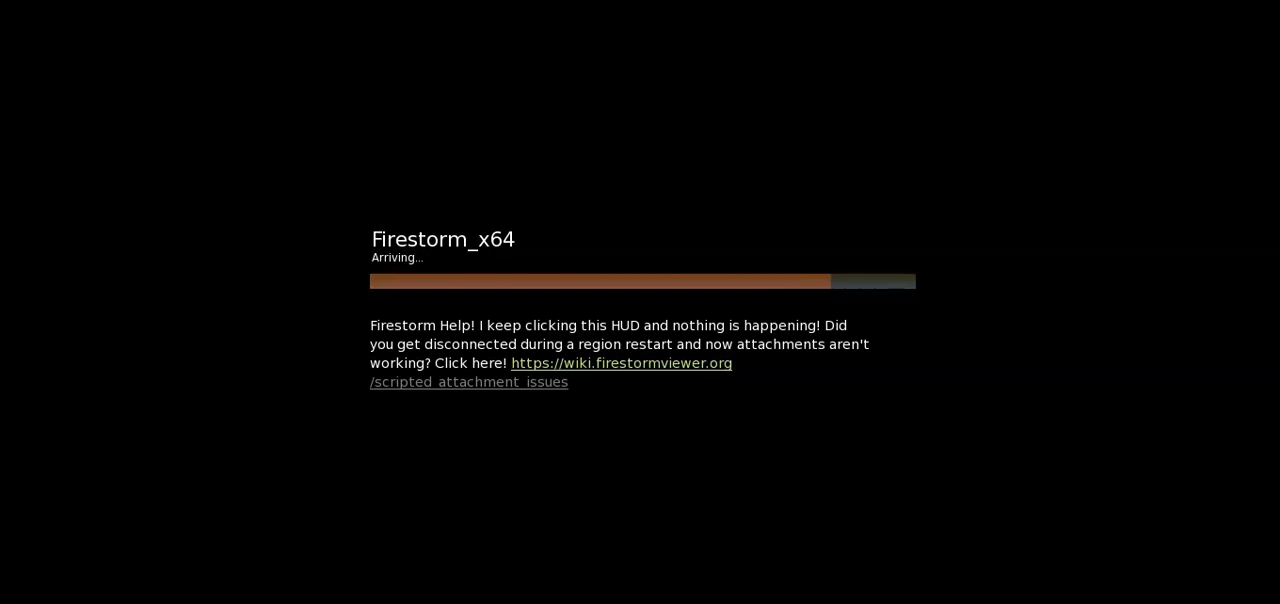 Firestorm_x64
Arriving...
Firestorm Help! I keep clicking this HUD and nothing is happening! Did
you get disconnected during a region restart and now attachments aren't
working? Click here! https://wiki.firestormviewer.org
/scripted_attachment_issues